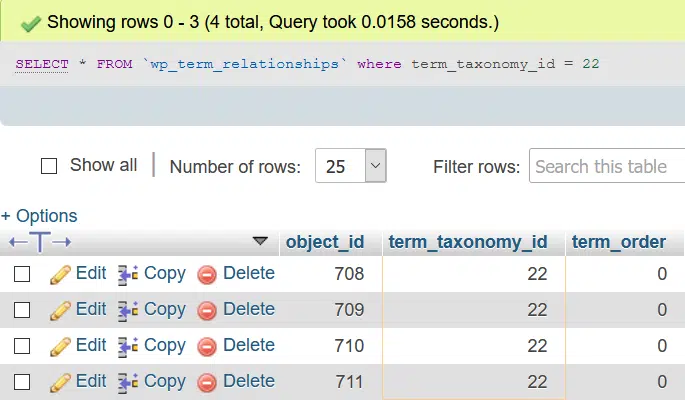 Showing rows 0 - 3 (4 total, Query took 0.0158 seconds.)
SELECT * FROM `wp_term_relationships` where term_taxonomy_id = 22
Show all | Number of rows: 25 Filter rows: Search this table
+ Options
←T→ object_id term_taxonomy_id term_order
Edit Copy Delete 708 22 0
Edit Copy Delete 709 22 0
Edit Copy Delete 710 22 0
Edit Copy Delete 711 22 0